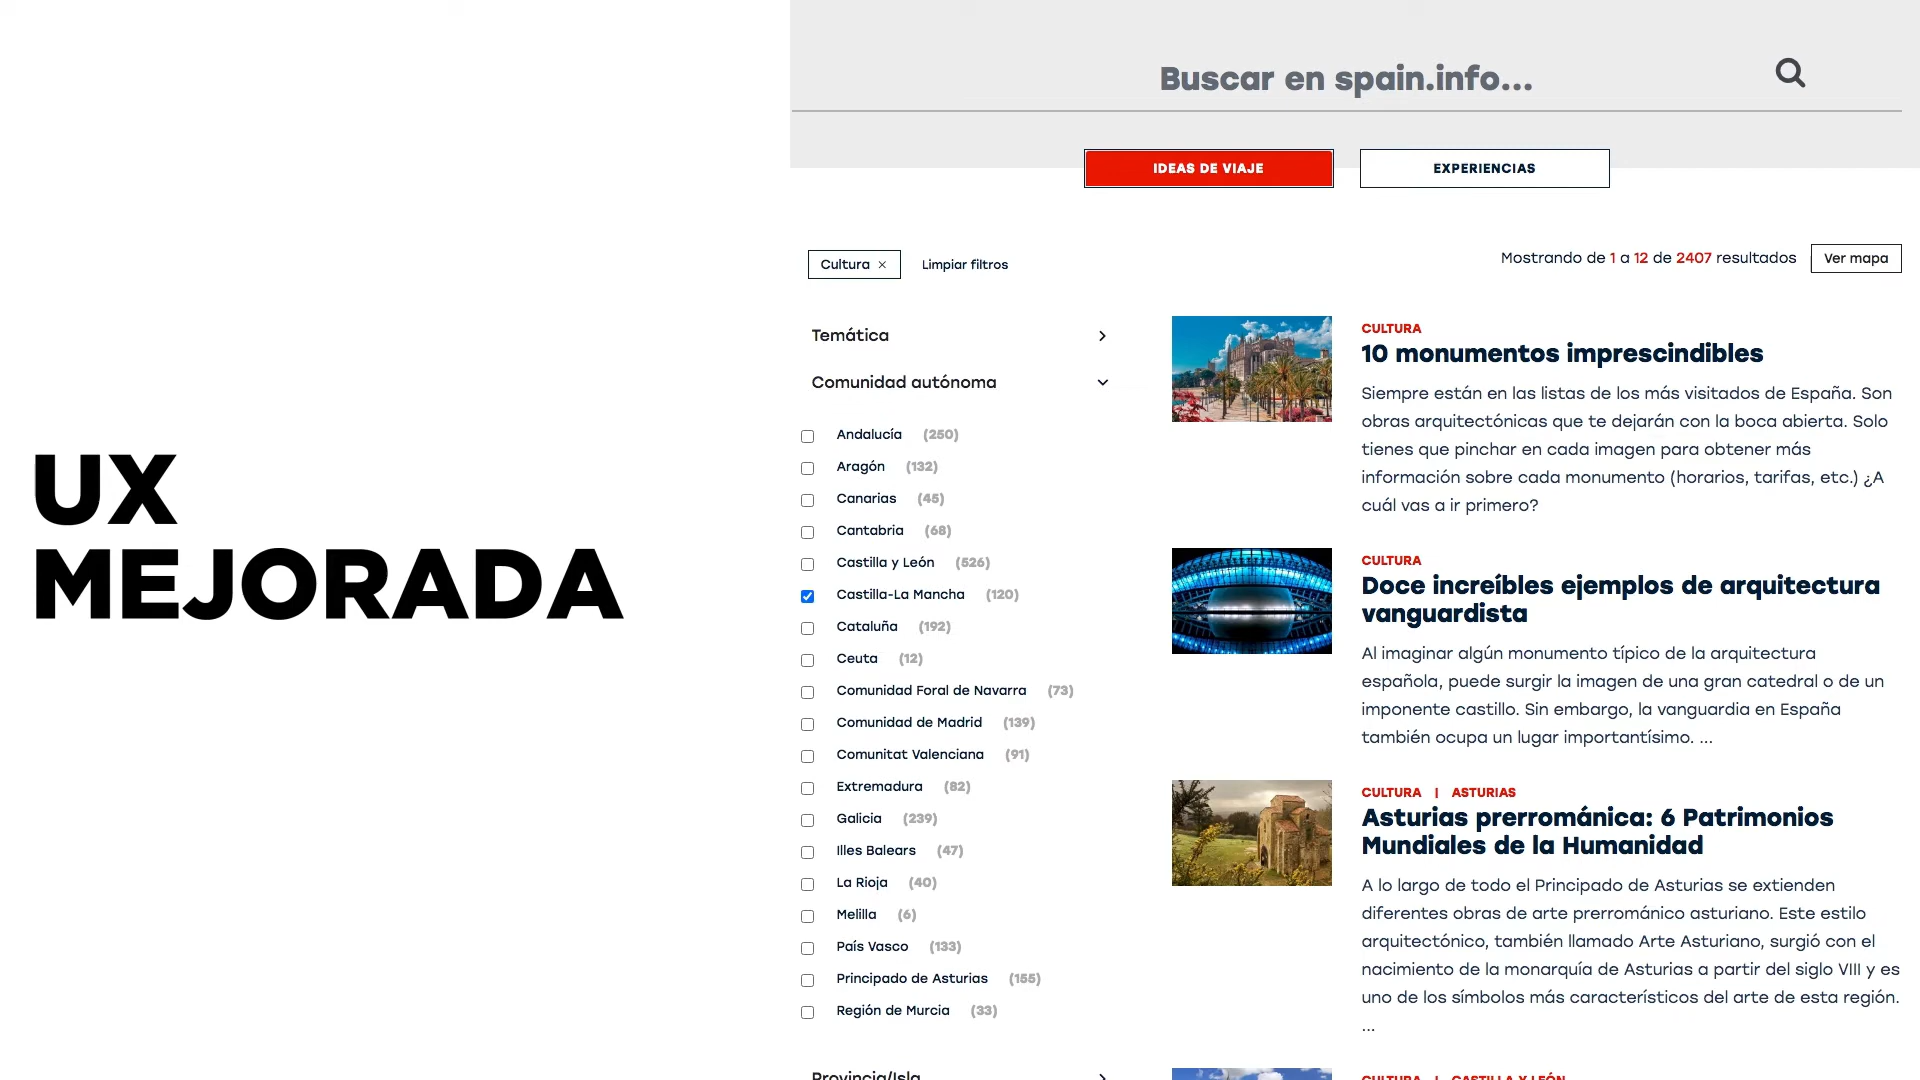 UX
MEJORADA
Buscar en spain.info...
IDEAS DE VIAJE
EXPERIENCIAS
Cultura ×
Limpiar filtros
Mostrando de 1 a 12 de 2407 resultados
Ver mapa
Temática
Comunidad autónoma
Andalucía (250)
Aragón (132)
Canarias (45)
Cantabria (68)
Castilla y León (526)
Castilla-La Mancha (120)
Cataluña (192)
Ceuta (12)
Comunidad Foral de Navarra (73)
Comunidad de Madrid (139)
Comunitat Valenciana (91)
Extremadura (82)
Galicia (239)
Illes Balears (47)
La Rioja (40)
Melilla (6)
País Vasco (133)
Principado de Asturias (155)
Región de Murcia (33)
Provincia/Isla
CULTURA
10 monumentos imprescindibles
Siempre están en las listas de los más visitados de España. Son
obras arquitectónicas que te dejarán con la boca abierta. Solo
tienes que pinchar en cada imagen para obtener más
información sobre cada monumento (horarios, tarifas, etc.) ¿A
cuál vas a ir primero?
CULTURA
Doce increíbles ejemplos de arquitectura
vanguardista
Al imaginar algún monumento típico de la arquitectura
española, puede surgir la imagen de una gran catedral o de un
imponente castillo. Sin embargo, la vanguardia en España
también ocupa un lugar importantísimo. ...
CULTURA | ASTURIAS
Asturias prerrománica: 6 Patrimonios
Mundiales de la Humanidad
A lo largo de todo el Principado de Asturias se extienden
diferentes obras de arte prerrománico asturiano. Este estilo
arquitectónico, también llamado Arte Asturiano, surgió con el
nacimiento de la monarquía de Asturias a partir del siglo VIII y es
uno de los símbolos más característicos del arte de esta región.
...
CULTURA | CASTILLA Y LEÓN